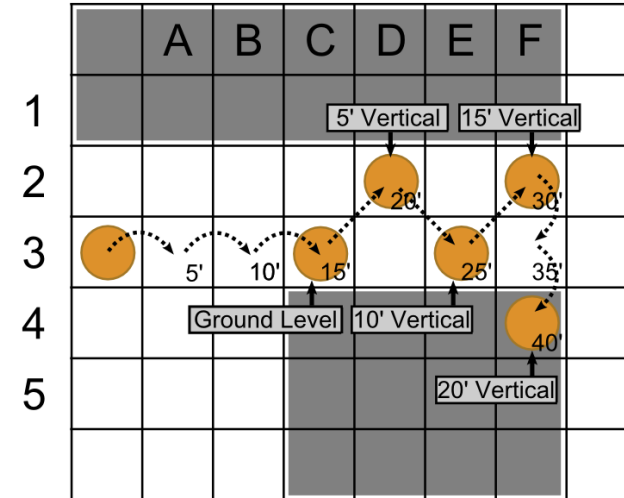 A B C D E F
1
5' Vertical 15' Vertical
2
20' 30'
3
5' 10' 15' 25' 35'
Ground Level 10' Vertical
4
40'
5
20' Vertical